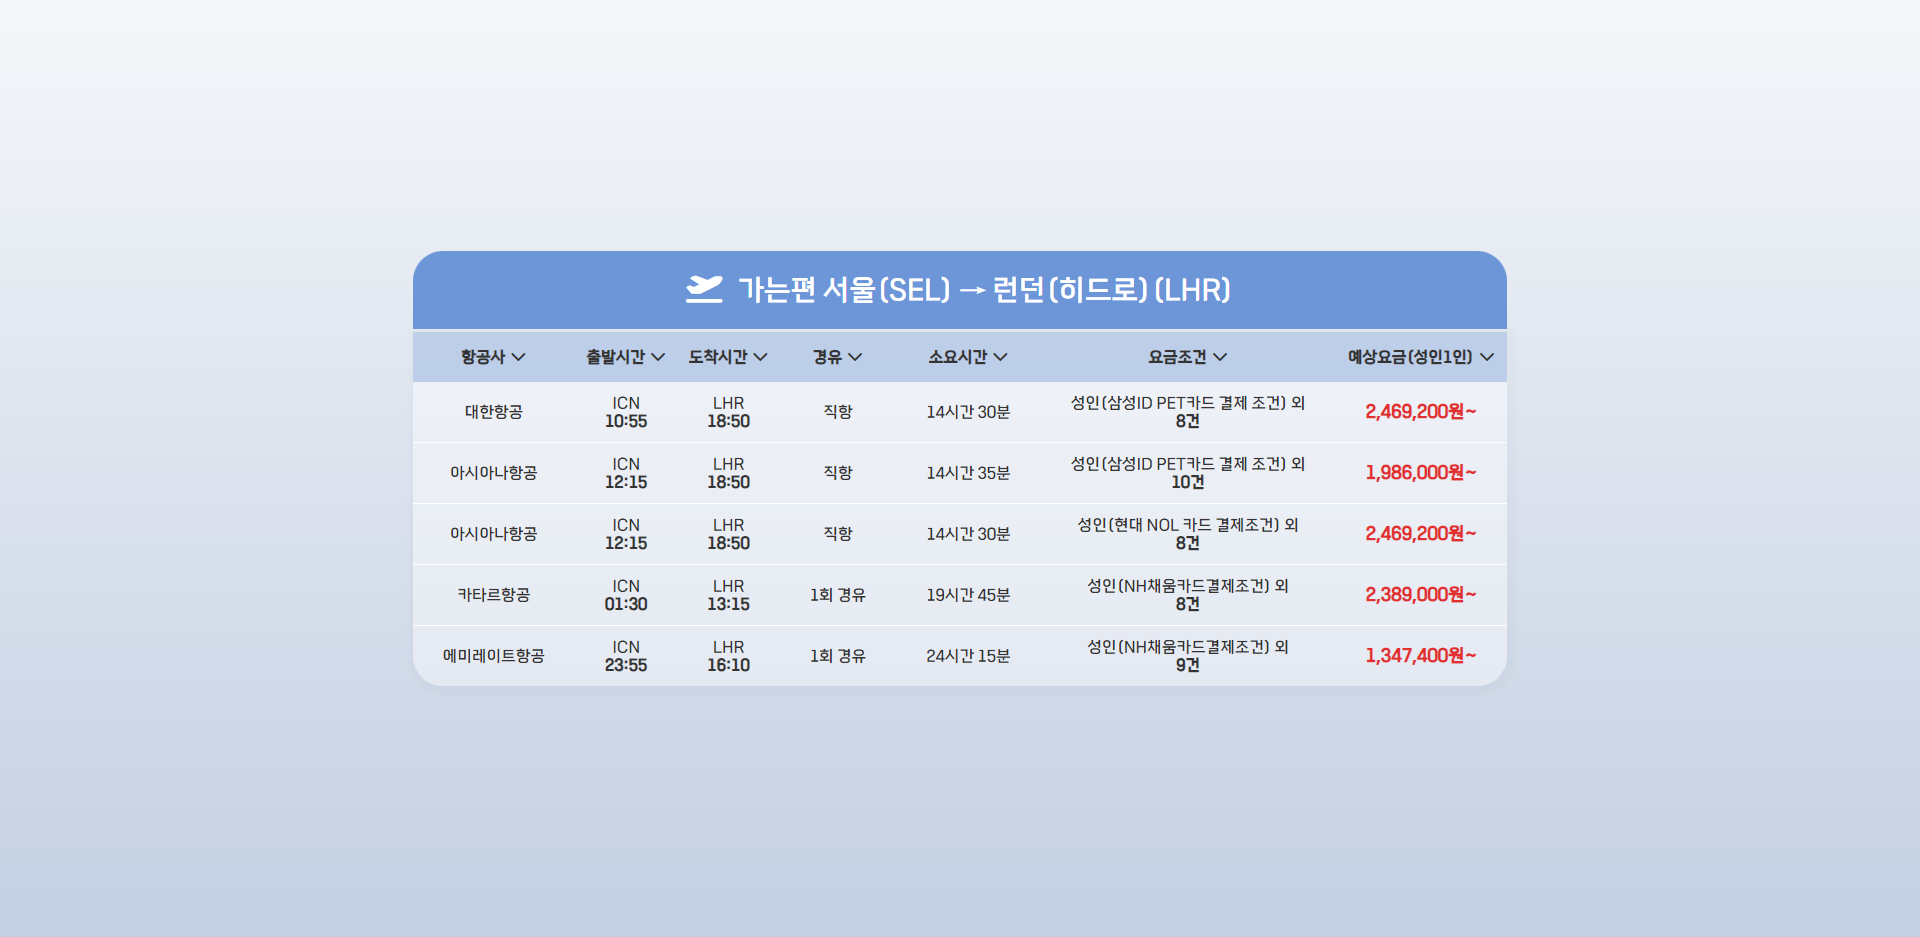 가는편 서울(SEL) → 런던(히드로)(LHR)
항공사 출발시간 도착시간 경유 소요시간 요금조건 예상요금(성인1인)
대한항공 ICN 10:55 LHR 18:50 직항 14시간 30분 성인(삼성ID PET카드 결제 조건) 외 8건 2,469,200원~
아시아나항공 ICN 12:15 LHR 18:50 직항 14시간 35분 성인(삼성ID PET카드 결제 조건) 외 10건 1,986,000원~
아시아나항공 ICN 12:15 LHR 18:50 직항 14시간 30분 성인(현대 NOL 카드 결제조건) 외 8건 2,469,200원~
카타르항공 ICN 01:30 LHR 13:15 1회 경유 19시간 45분 성인(NH채움카드결제조건) 외 8건 2,389,000원~
에미레이트항공 ICN 23:55 LHR 16:10 1회 경유 24시간 15분 성인(NH채움카드결제조건) 외 9건 1,347,400원~